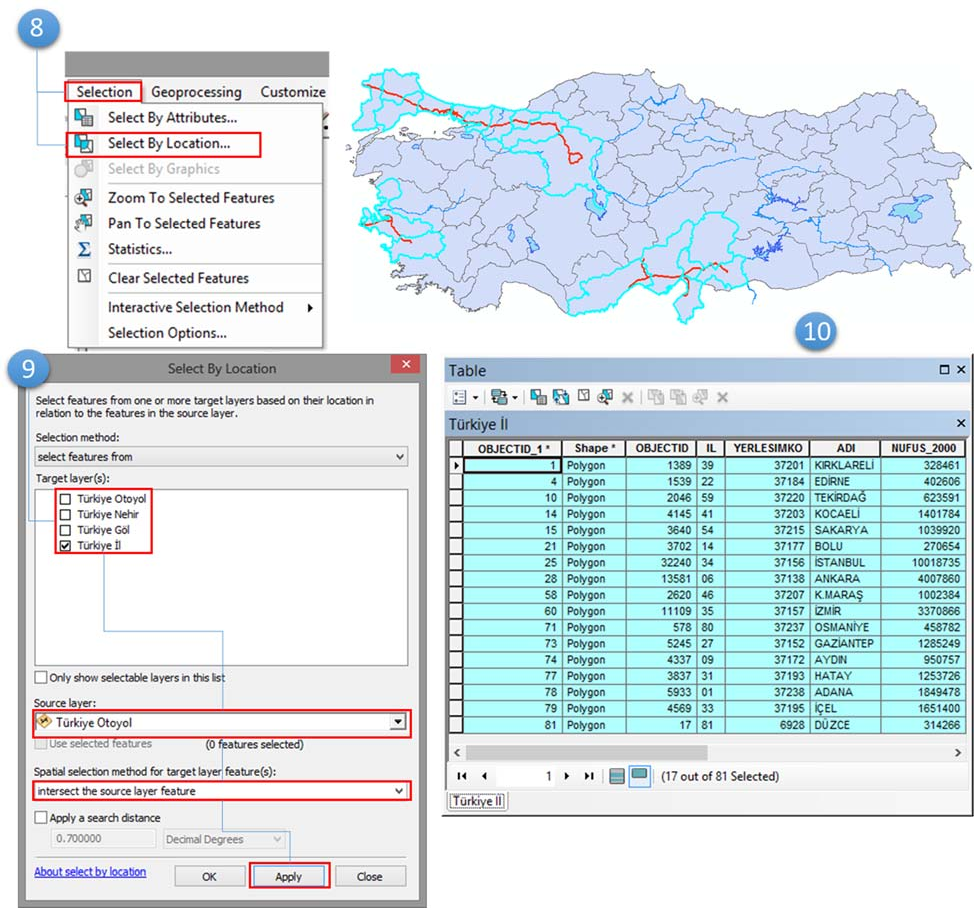 8
Selection Geoprocessing Customize
Select By Attributes...
Select By Location...
Select By Graphics
Zoom To Selected Features
Pan To Selected Features
Statistics...
Clear Selected Features
Interactive Selection Method
Selection Options...
9
Select By Location
Select features from one or more target layers based on their location in
relation to the features in the source layer.
Selection method:
select features from
Target layer(s):
Türkiye Otoyol
Türkiye Nehir
Türkiye Göl
Türkiye İl
Only show selectable layers in this list
Source layer:
Türkiye Otoyol
Use selected features (0 features selected)
Spatial selection method for target layer feature(s):
intersect the source layer feature
Apply a search distance
0.700000 Decimal Degrees
About select by location OK Apply Close
10
Table
Türkiye İl
OBJECTID_1 * Shape * OBJECTID IL YERLESIMKO ADI NUFUS_2000
1 Polygon 1389 39 37201 KIRKLARELİ 328461
4 Polygon 1539 22 37184 EDİRNE 402606
10 Polygon 2046 59 37220 TEKİRDAĞ 623591
14 Polygon 4145 41 37203 KOCAELİ 1401784
15 Polygon 3640 54 37215 SAKARYA 1039920
21 Polygon 3702 14 37177 BOLU 270654
25 Polygon 32240 34 37156 İSTANBUL 10018735
28 Polygon 13581 06 37138 ANKARA 4007860
58 Polygon 2620 46 37207 K.MARAŞ 1002384
60 Polygon 11109 35 37157 İZMİR 3370866
71 Polygon 578 80 37237 OSMANİYE 458782
73 Polygon 5245 27 37152 GAZİANTEP 1285249
74 Polygon 4337 09 37172 AYDIN 950757
77 Polygon 3837 31 37193 HATAY 1253726
78 Polygon 5933 01 37238 ADANA 1849478
79 Polygon 4569 33 37195 İÇEL 1651400
81 Polygon 17 81 6928 DÜZCE 314266
1 (17 out of 81 Selected)
Türkiye İl